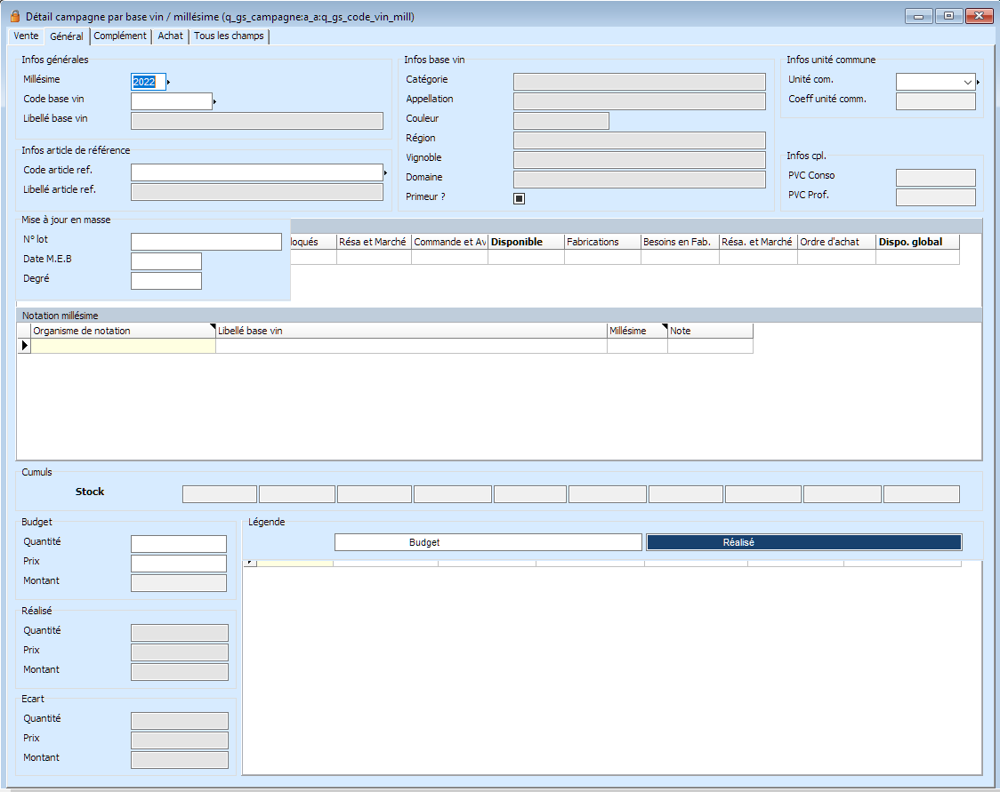 Détail campagne par base vin / millésime (q_gs_campagne:a_a:q_gs_code_vin_mill)
Vente Général Complément Achat Tous les champs
Infos générales
Millésime 2022
Code base vin
Libellé base vin
Infos article de référence
Code article ref.
Libellé article ref.
Infos base vin
Catégorie
Appellation
Couleur
Région
Vignoble
Domaine
Primeur ?
Infos unité commune
Unité com.
Coeff unité comm.
Infos cpl.
PVC Conso
PVC Prof.
Mise à jour en masse
N° lot
Date M.E.B
Degré
loqués Résa et Marché Commande et Av Disponible Fabrications Besoins en Fab. Résa. et Marché Ordre d'achat Dispo. global
Notation millésime
Organisme de notation Libellé base vin Millésime Note
Cumuls
Stock
Budget
Quantité
Prix
Montant
Légende
Budget Réalisé
Réalisé
Quantité
Prix
Montant
Ecart
Quantité
Prix
Montant